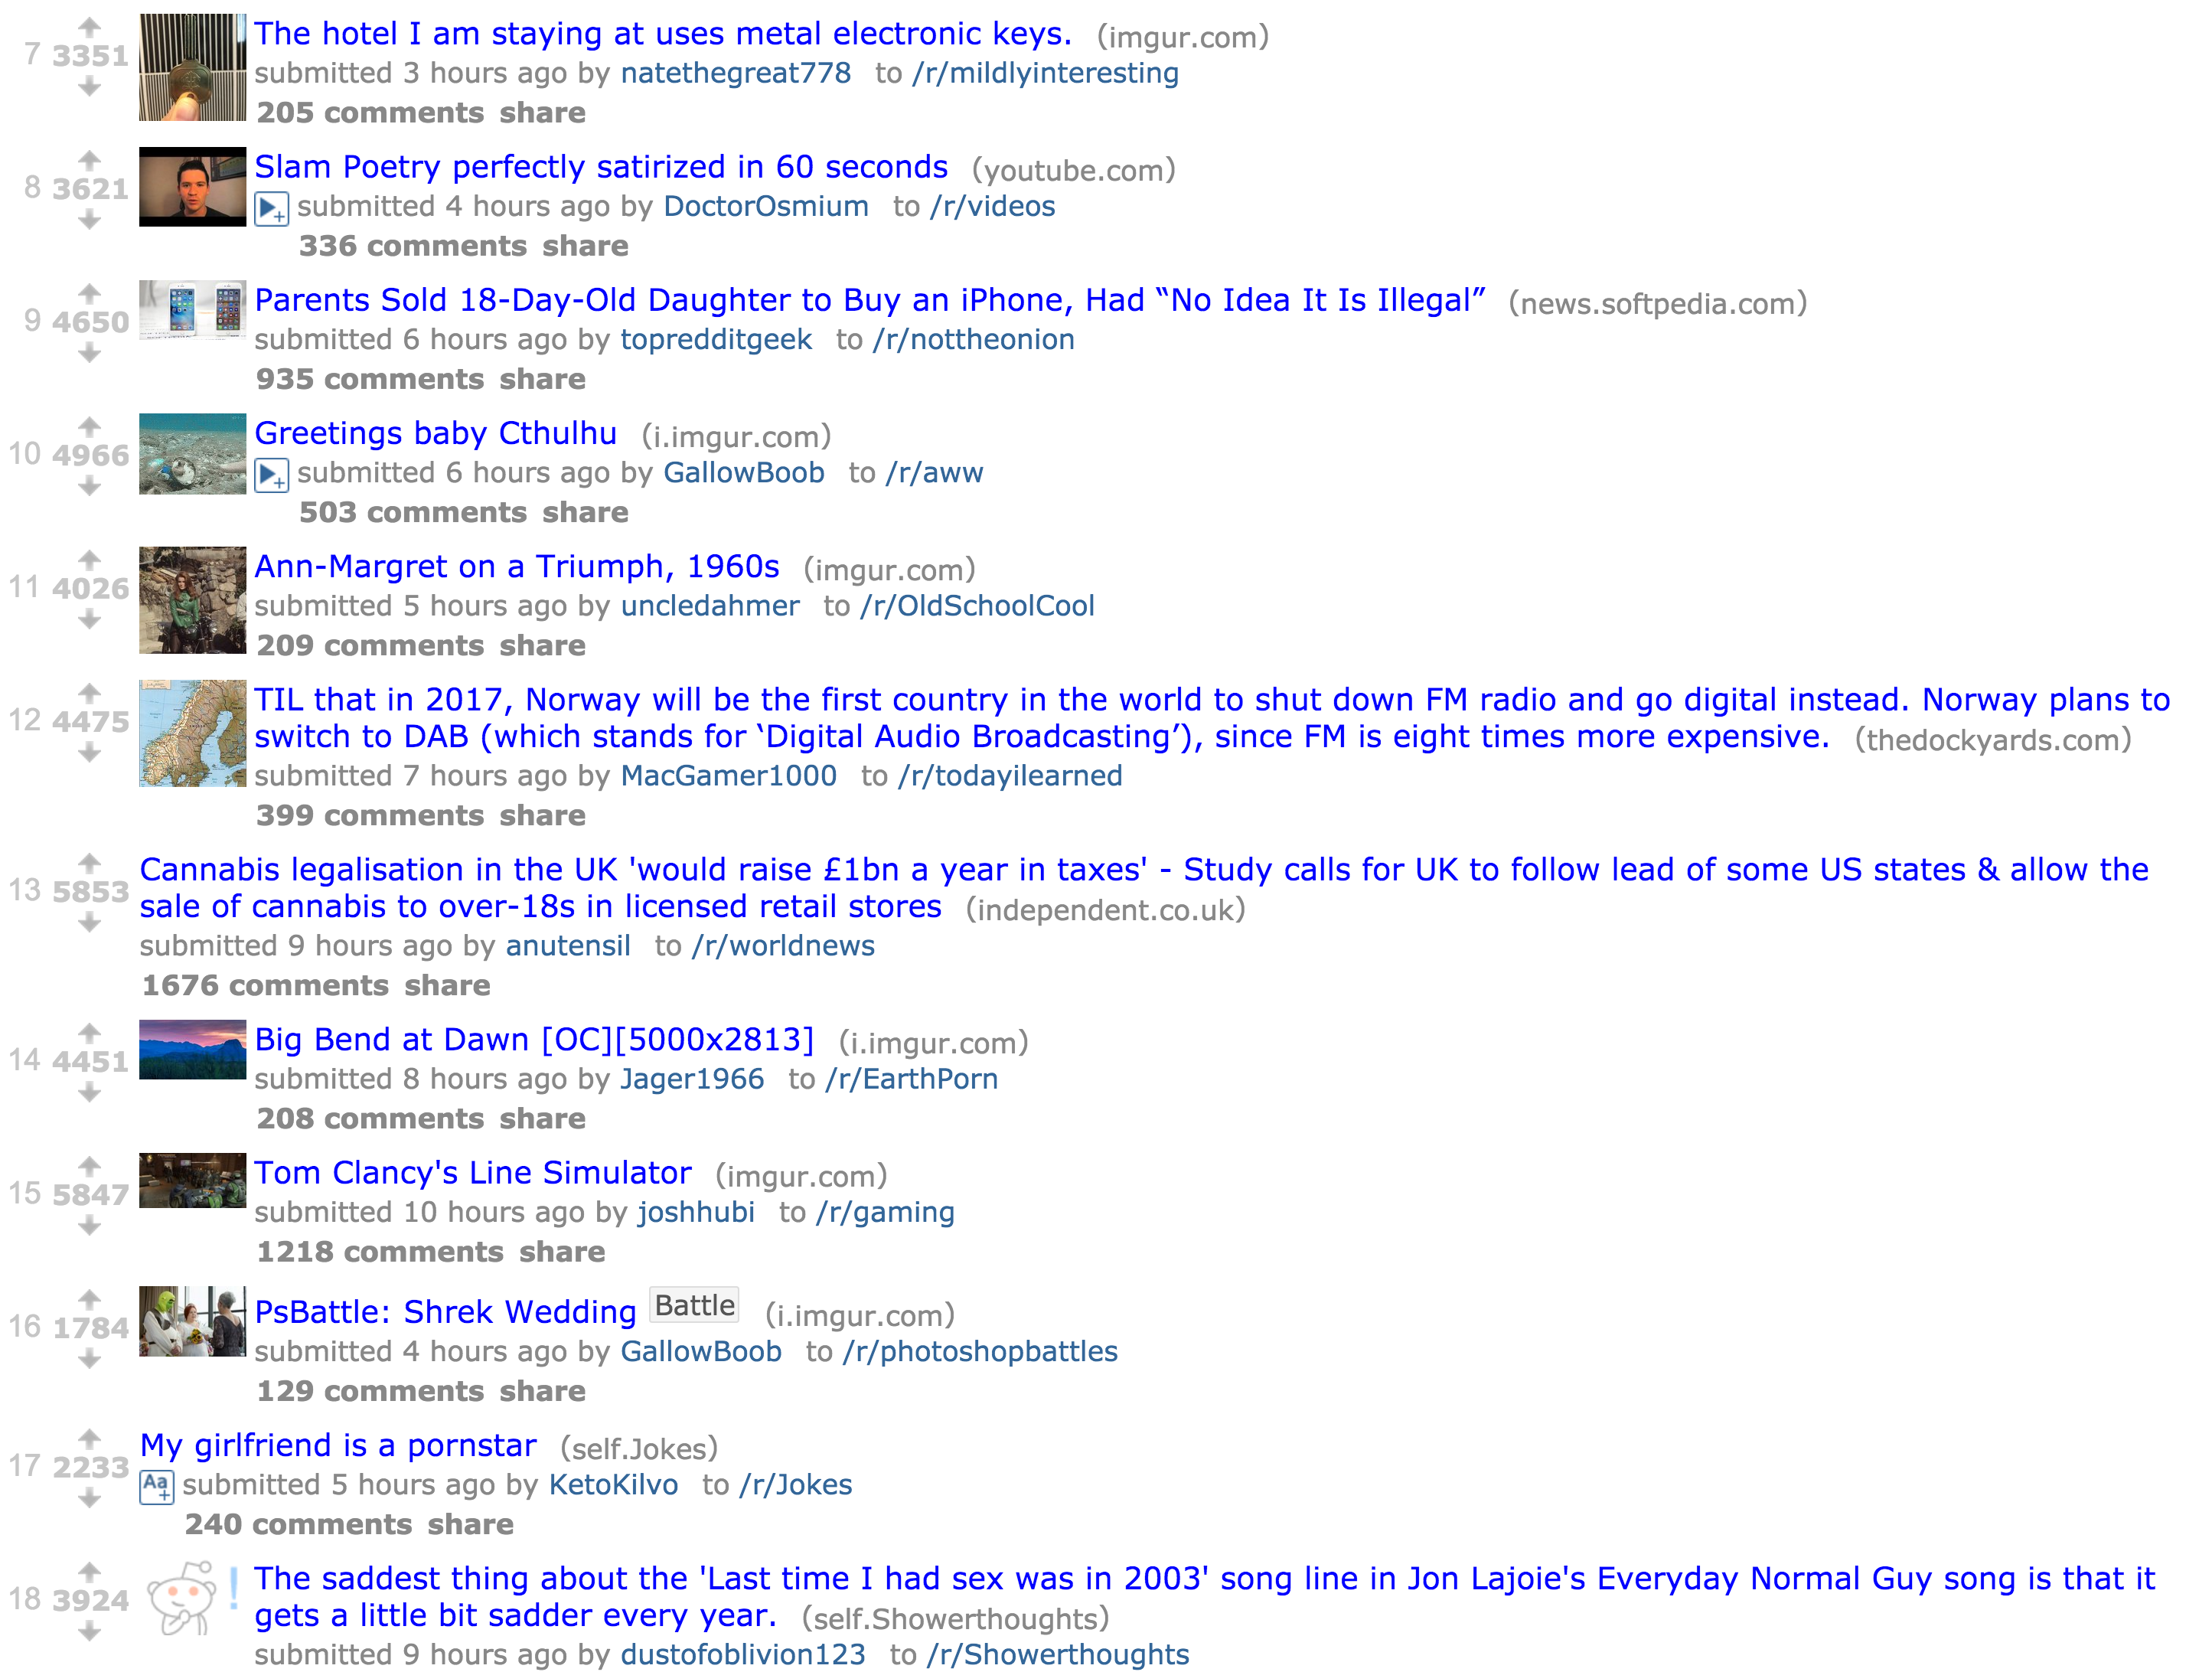 7 3351 The hotel I am staying at uses metal electronic keys. (imgur.com)
submitted 3 hours ago by natethegreat778 to /r/mildlyinteresting
205 comments share
8 3621 Slam Poetry perfectly satirized in 60 seconds (youtube.com)
submitted 4 hours ago by DoctorOsmium to /r/videos
336 comments share
9 4650 Parents Sold 18-Day-Old Daughter to Buy an iPhone, Had “No Idea It Is Illegal” (news.softpedia.com)
submitted 6 hours ago by topredditgeek to /r/nottheonion
935 comments share
10 4966 Greetings baby Cthulhu (i.imgur.com)
submitted 6 hours ago by GallowBoob to /r/aww
503 comments share
11 4026 Ann-Margret on a Triumph, 1960s (imgur.com)
submitted 5 hours ago by uncledahmer to /r/OldSchoolCool
209 comments share
12 4475 TIL that in 2017, Norway will be the first country in the world to shut down FM radio and go digital instead. Norway plans to
switch to DAB (which stands for ‘Digital Audio Broadcasting’), since FM is eight times more expensive. (thedockyards.com)
submitted 7 hours ago by MacGamer1000 to /r/todayilearned
399 comments share
13 5853 Cannabis legalisation in the UK 'would raise £1bn a year in taxes' - Study calls for UK to follow lead of some US states & allow the
sale of cannabis to over-18s in licensed retail stores (independent.co.uk)
submitted 9 hours ago by anutensil to /r/worldnews
1676 comments share
14 4451 Big Bend at Dawn [OC][5000x2813] (i.imgur.com)
submitted 8 hours ago by Jager1966 to /r/EarthPorn
208 comments share
15 5847 Tom Clancy's Line Simulator (imgur.com)
submitted 10 hours ago by joshhubi to /r/gaming
1218 comments share
16 1784 PsBattle: Shrek Wedding Battle (i.imgur.com)
submitted 4 hours ago by GallowBoob to /r/photoshopbattles
129 comments share
17 2233 My girlfriend is a pornstar (self.Jokes)
Aa+ submitted 5 hours ago by KetoKilvo to /r/Jokes
240 comments share
18 3924 ! The saddest thing about the 'Last time I had sex was in 2003' song line in Jon Lajoie's Everyday Normal Guy song is that it
gets a little bit sadder every year. (self.Showerthoughts)
submitted 9 hours ago by dustofoblivion123 to /r/Showerthoughts